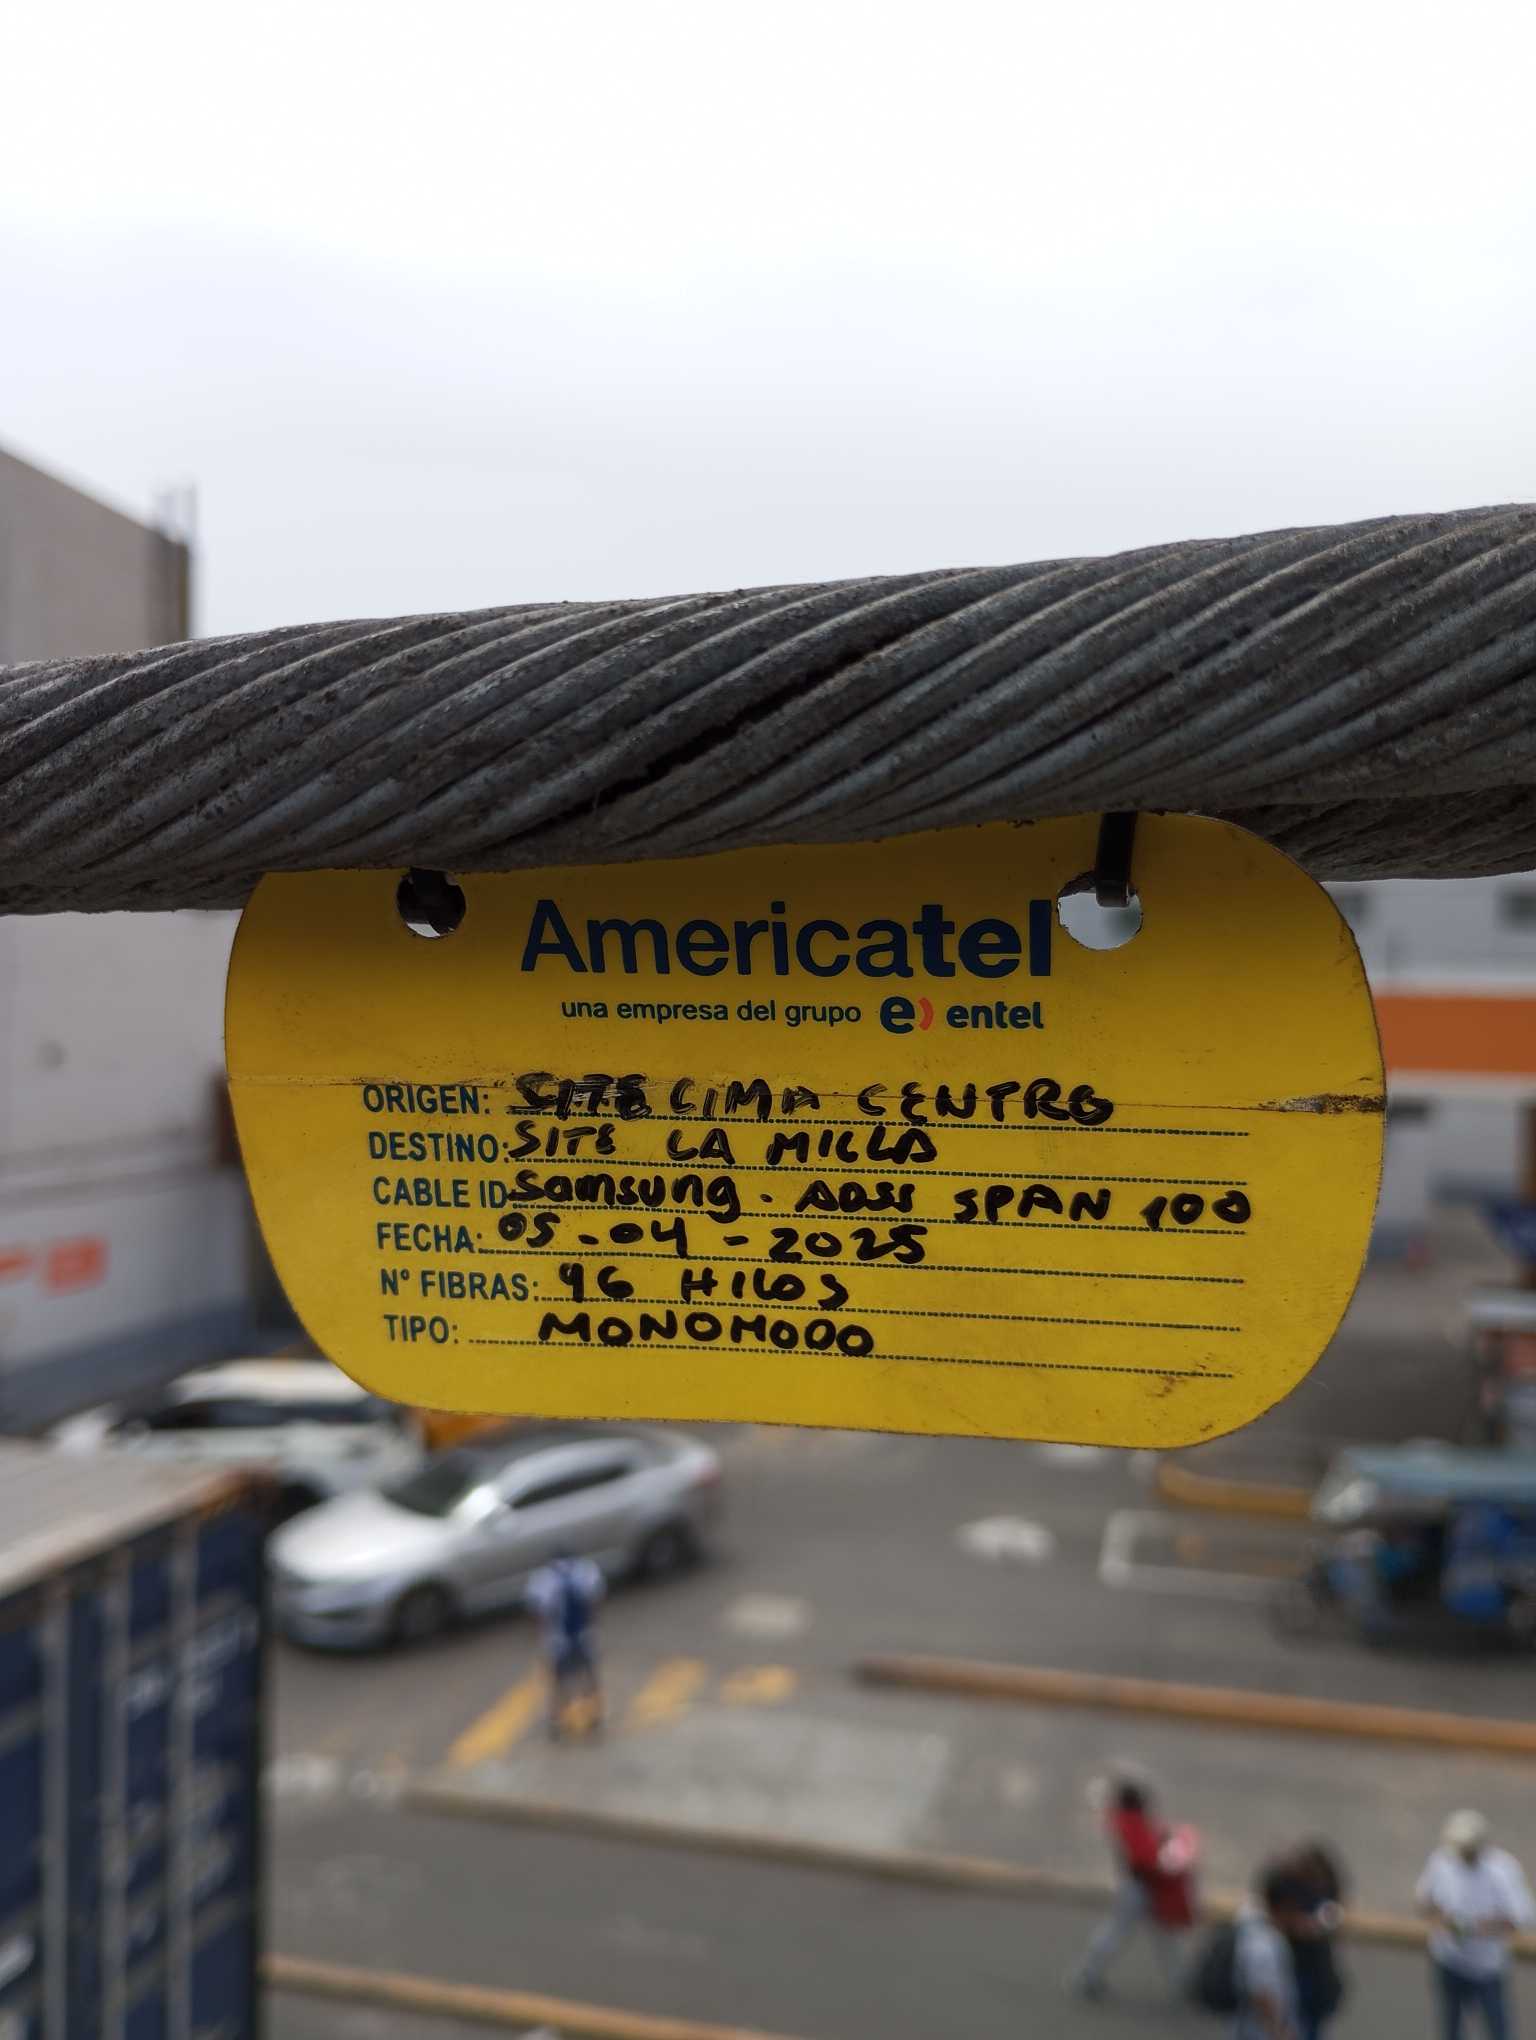 Americatel
una empresa del grupo e) entel
ORIGEN: SITE LIMA CENTRO
DESTINO: SITE LA MILLA
CABLE ID Samsung. ADSS SPAN 100
FECHA: 05-04-2025
N° FIBRAS: 96 HILOS
TIPO: MONOMODO